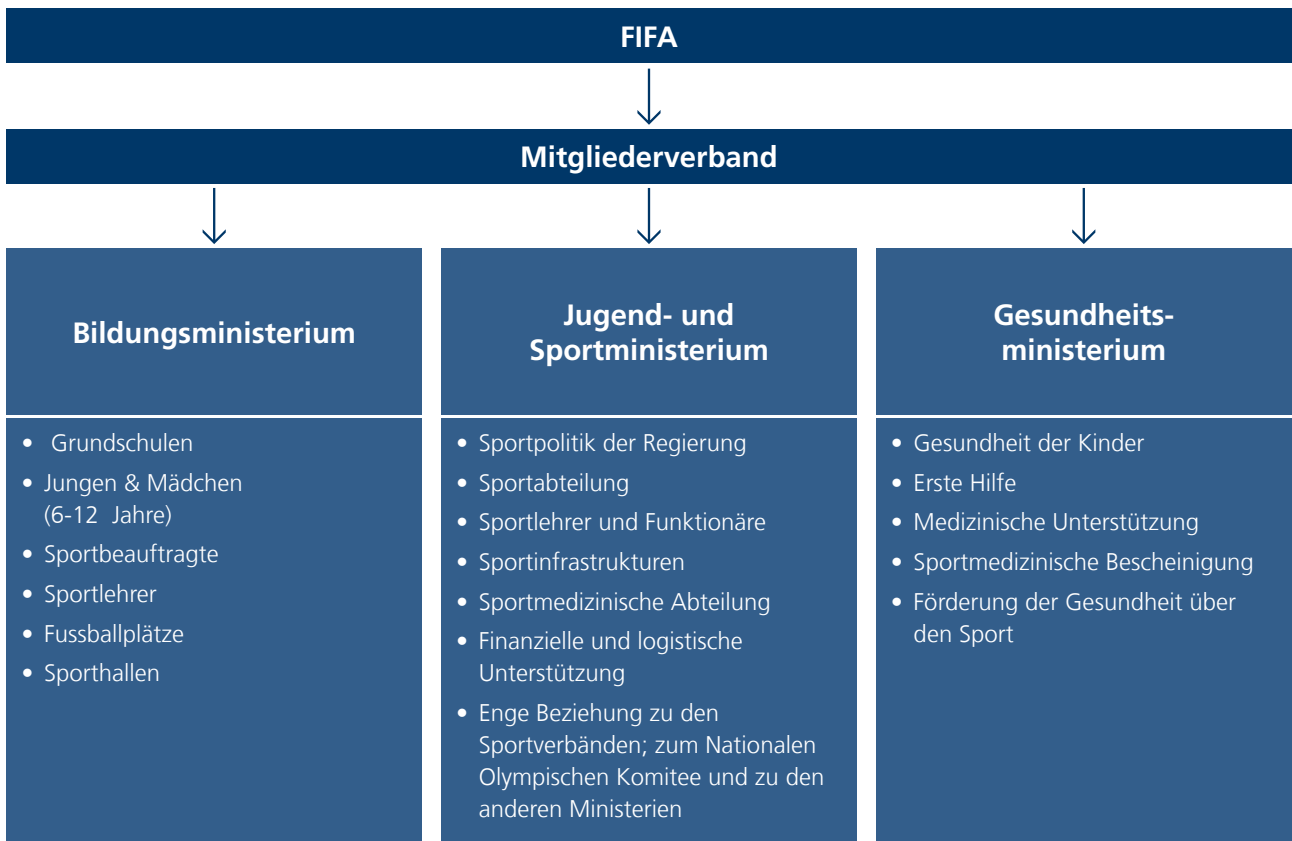 FIFA
Mitgliederverband
Bildungsministerium
• Grundschulen
• Jungen & Mädchen
(6-12 Jahre)
• Sportbeauftragte
• Sportlehrer
• Fussballplätze
• Sporthallen
Jugend- und
Sportministerium
• Sportpolitik der Regierung
• Sportabteilung
• Sportlehrer und Funktionäre
• Sportinfrastrukturen
• Sportmedizinische Abteilung
• Finanzielle und logistische
Unterstützung
• Enge Beziehung zu den
Sportverbänden; zum Nationalen
Olympischen Komitee und zu den
anderen Ministerien
Gesundheits-
ministerium
• Gesundheit der Kinder
• Erste Hilfe
• Medizinische Unterstützung
• Sportmedizinische Bescheinigung
• Förderung der Gesundheit über
den Sport